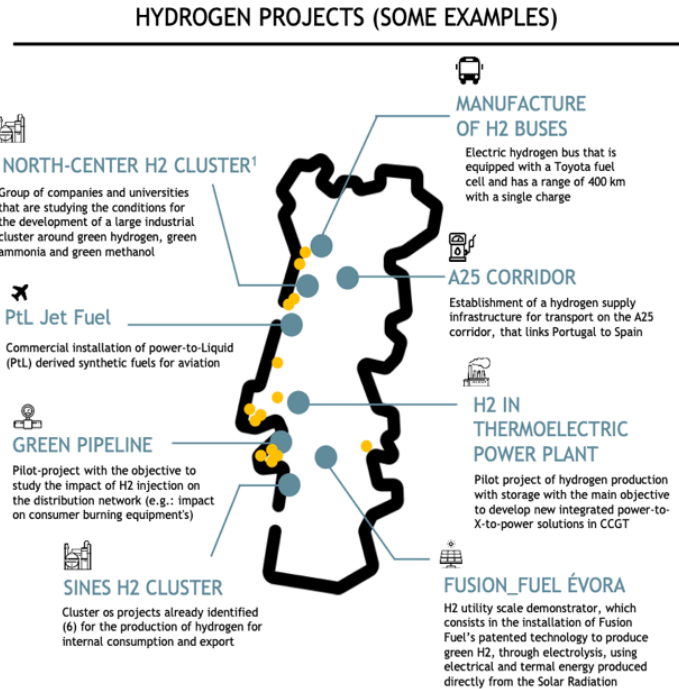 HYDROGEN PROJECTS (SOME EXAMPLES)
MANUFACTURE
OF H2 BUSES
Electric hydrogen bus that is
equipped with a Toyota fuel
cell and has a range of 400 km
with a single charge
NORTH-CENTER H2 CLUSTER¹
Group of companies and universities
that are studying the conditions for
the development of a large industrial
cluster around green hydrogen, green
ammonia and green methanol
A25 CORRIDOR
Establishment of a hydrogen supply
infrastructure for transport on the A25
corridor, that links Portugal to Spain
PtL Jet Fuel
Commercial installation of power-to-Liquid
(PtL) derived synthetic fuels for aviation
H2 IN
THERMOELECTRIC
POWER PLANT
Pilot project of hydrogen production
with storage with the main objective
to develop new integrated power-to-
X-to-power solutions in CCGT
GREEN PIPELINE
Pilot-project with the objective to
study the impact of H2 injection on
the distribution network (e.g.: impact
on consumer burning equipment's)
SINES H2 CLUSTER
Cluster os projects already identified
(6) for the production of hydrogen for
internal consumption and export
FUSION_FUEL ÉVORA
H2 utility scale demonstrator, which
consists in the installation of Fusion
Fuel's patented technology to produce
green H2, through electrolysis, using
electrical and termal energy produced
directly from the Solar Radiation